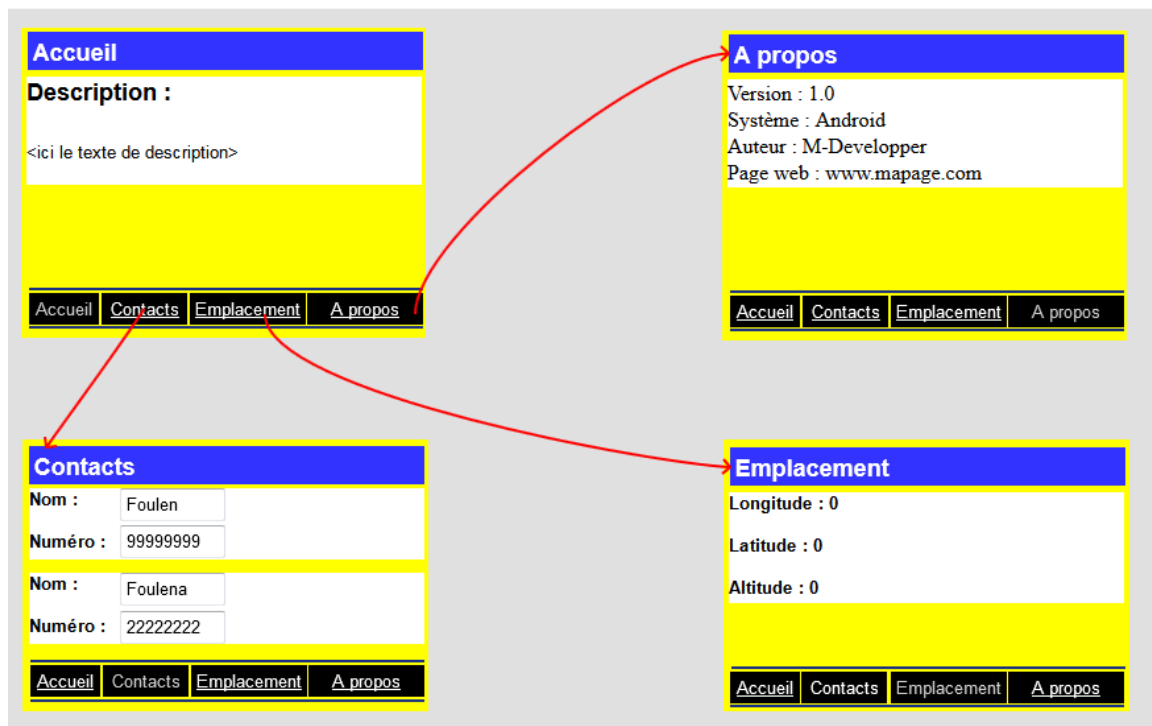 Accueil
Description :
<ici le texte de description>
Accueil Contacts Emplacement A propos
A propos
Version : 1.0
Système : Android
Auteur : M-Developper
Page web : www.mapage.com
Accueil Contacts Emplacement A propos
Contacts
Nom : Foulen
Numéro : 99999999
Nom : Foulena
Numéro : 22222222
Accueil Contacts Emplacement A propos
Emplacement
Longitude : 0
Latitude : 0
Altitude : 0
Accueil Contacts Emplacement A propos